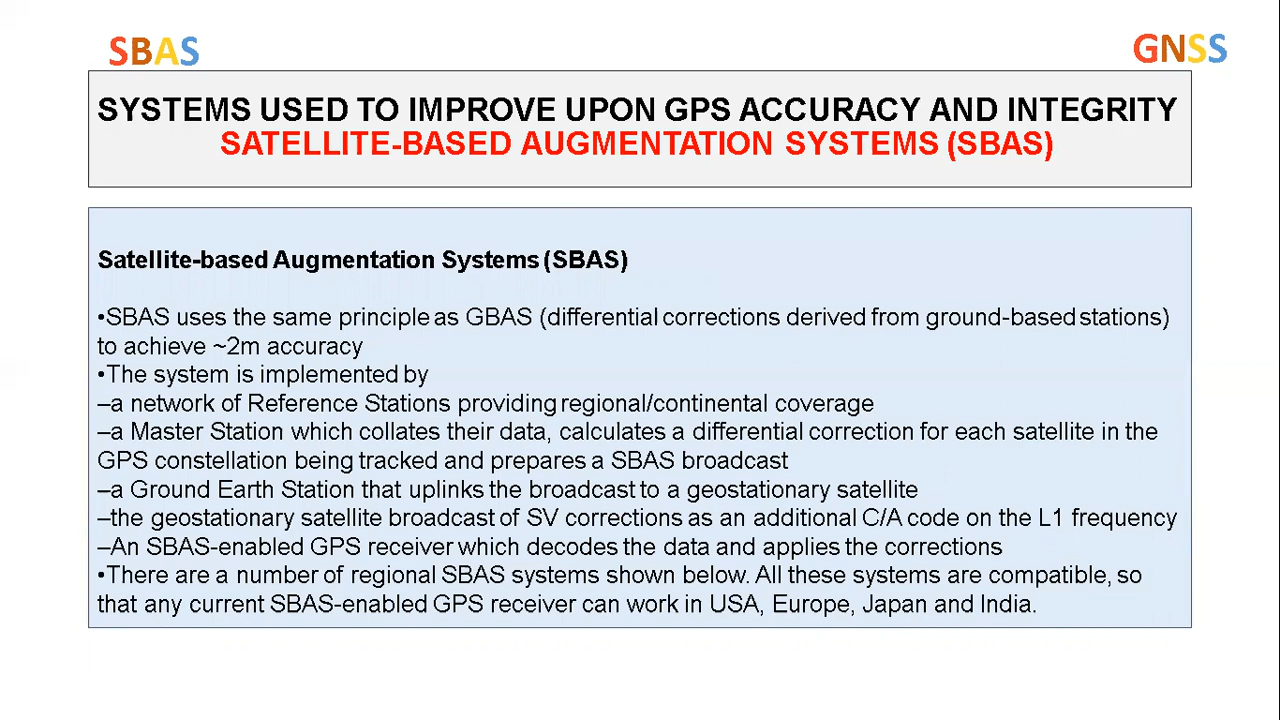 SBAS
GNSS
SYSTEMS USED TO IMPROVE UPON GPS ACCURACY AND INTEGRITY
SATELLITE-BASED AUGMENTATION SYSTEMS (SBAS)
Satellite-based Augmentation Systems (SBAS)
•SBAS uses the same principle as GBAS (differential corrections derived from ground-based stations)
to achieve ~2m accuracy
•The system is implemented by
–a network of Reference Stations providing regional/continental coverage
–a Master Station which collates their data, calculates a differential correction for each satellite in the
GPS constellation being tracked and prepares a SBAS broadcast
–a Ground Earth Station that uplinks the broadcast to a geostationary satellite
–the geostationary satellite broadcast of SV corrections as an additional C/A code on the L1 frequency
–An SBAS-enabled GPS receiver which decodes the data and applies the corrections
•There are a number of regional SBAS systems shown below. All these systems are compatible, so
that any current SBAS-enabled GPS receiver can work in USA, Europe, Japan and India.